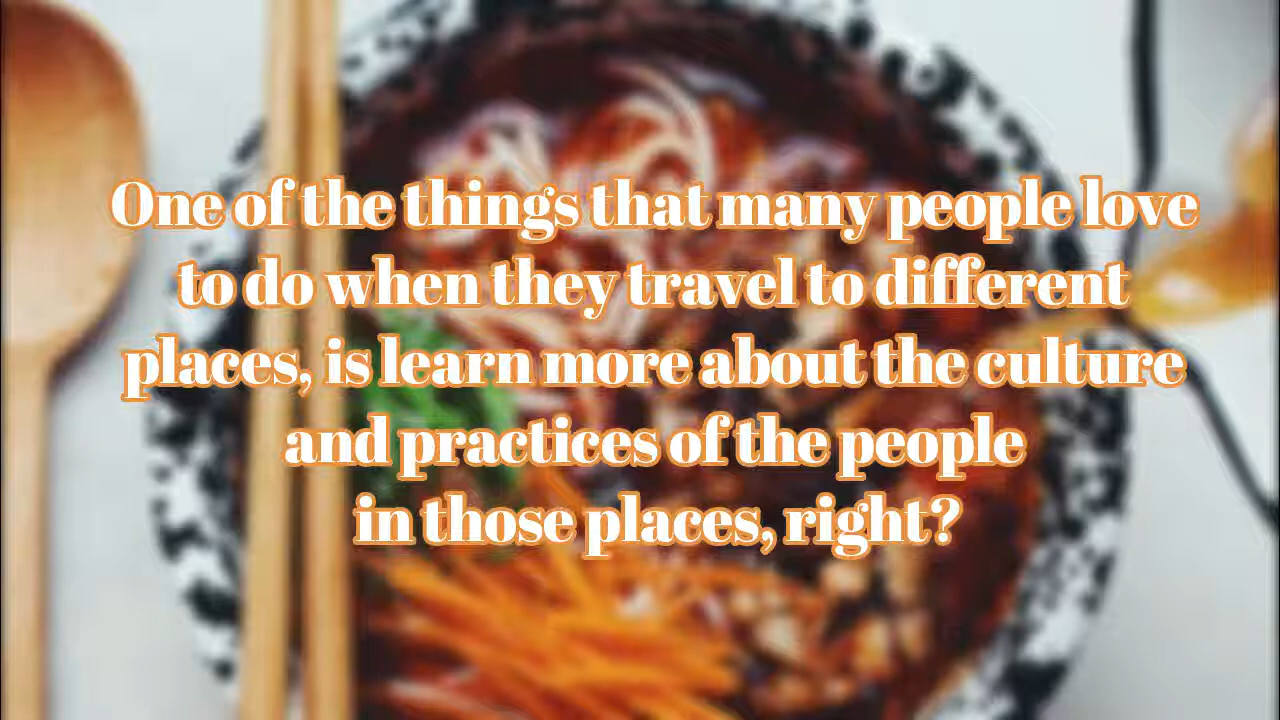 One of the things that many people love
to do when they travel to different
places, is learn more about the culture
and practices of the people
in those places, right?